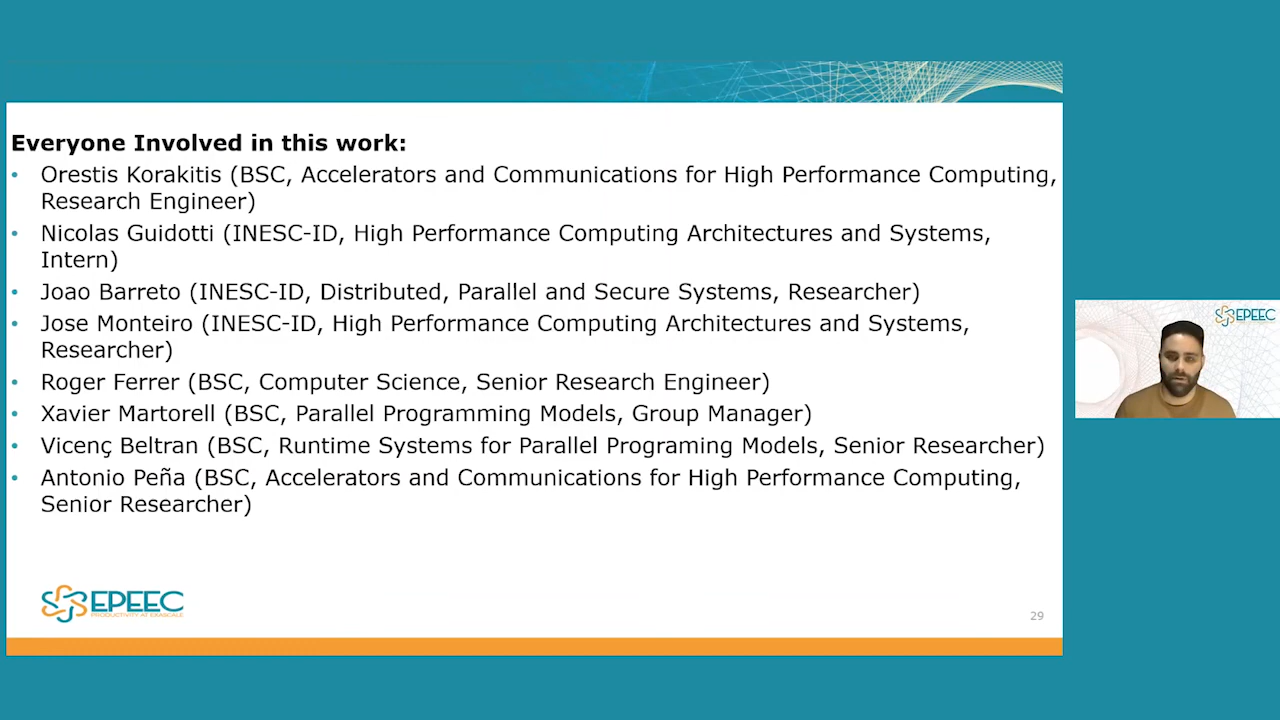 Everyone Involved in this work:
• Orestis Korakitis (BSC, Accelerators and Communications for High Performance Computing,
Research Engineer)
• Nicolas Guidotti (INESC-ID, High Performance Computing Architectures and Systems,
Intern)
• Joao Barreto (INESC-ID, Distributed, Parallel and Secure Systems, Researcher)
• Jose Monteiro (INESC-ID, High Performance Computing Architectures and Systems,
Researcher)
• Roger Ferrer (BSC, Computer Science, Senior Research Engineer)
• Xavier Martorell (BSC, Parallel Programming Models, Group Manager)
• Vicenç Beltran (BSC, Runtime Systems for Parallel Programing Models, Senior Researcher)
• Antonio Peña (BSC, Accelerators and Communications for High Performance Computing,
Senior Researcher)
EPEEC
PRODUCTIVITY AT EXASCALE
29
EPEEC